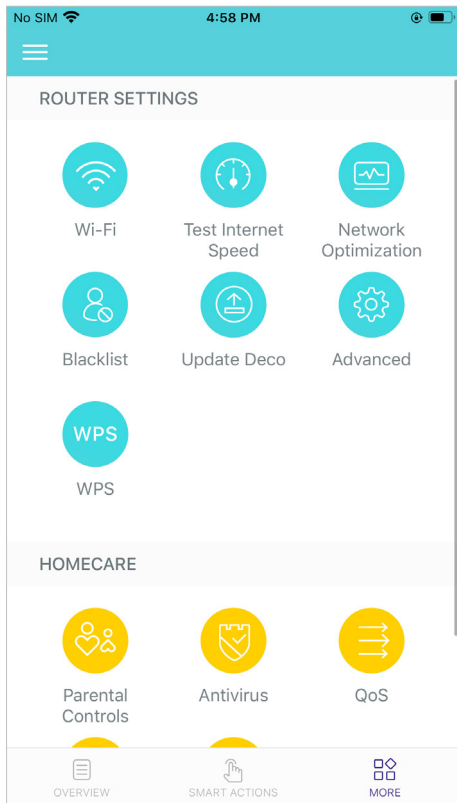 No SIM 4:58 PM
ROUTER SETTINGS
Wi-Fi Test Internet Network
Speed Optimization
Blacklist Update Deco Advanced
WPS
WPS
HOMECARE
Parental Antivirus QoS
Controls
OVERVIEW SMART ACTIONS MORE